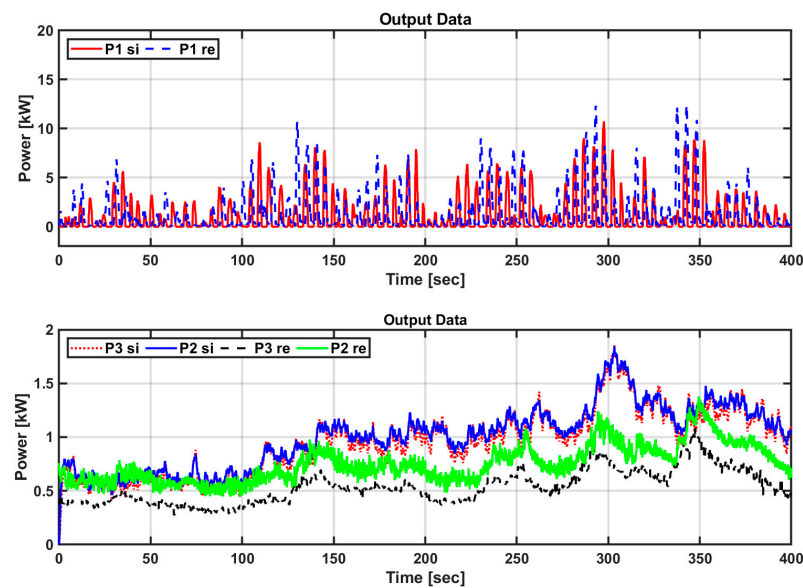 Output Data
20
15
10
5
0
Power [kW]
P1 si P1 re
0 50 100 150 200 250 300 350 400
Time [sec]
Output Data
2
1.5
1
0.5
0
Power [kW]
P3 si P2 si P3 re P2 re
0 50 100 150 200 250 300 350 400
Time [sec]